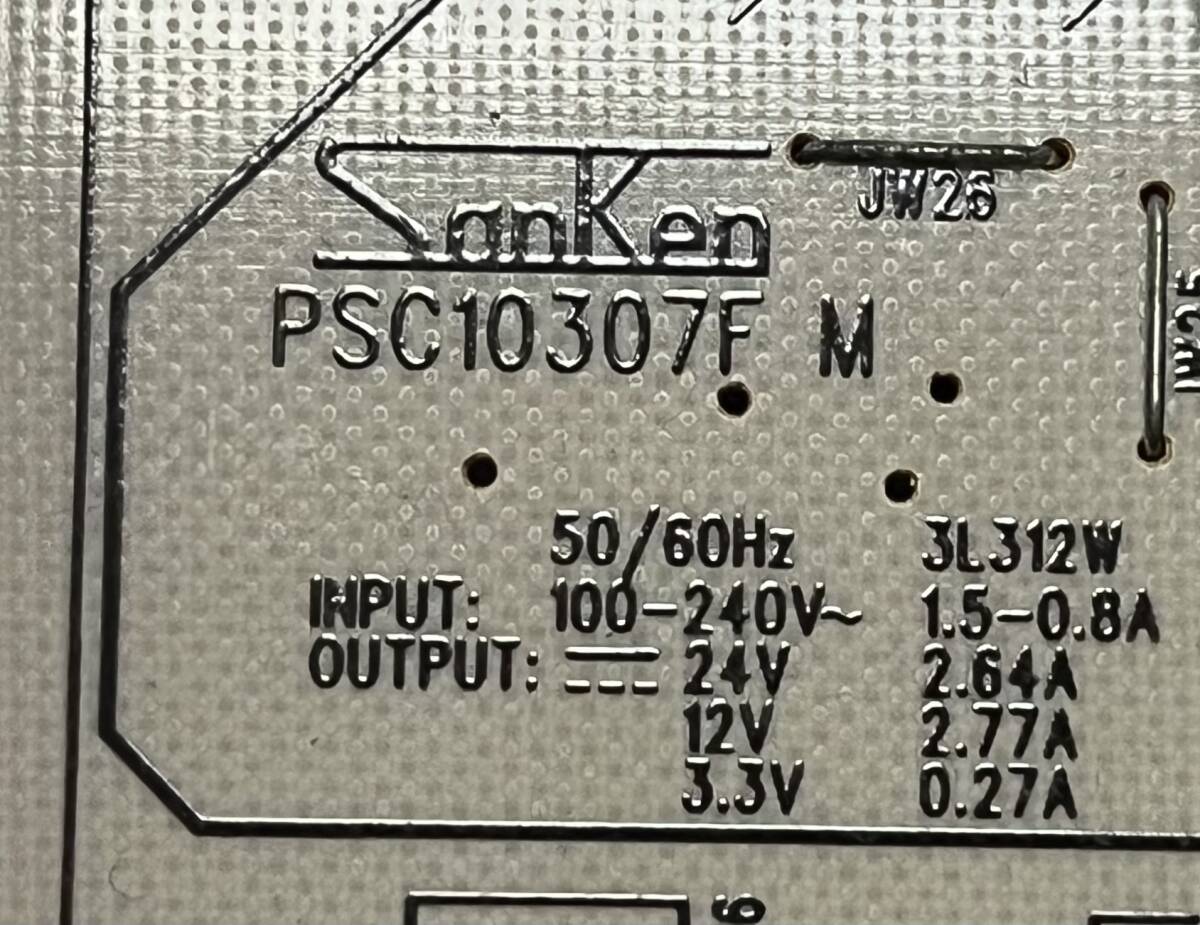 SanKen
JW26
PSC10307F M
50/60Hz 3L312W
INPUT: 100-240V~ 1.5-0.8A
OUTPUT: ⎓ 24V 2.64A
12V 2.77A
3.3V 0.27A